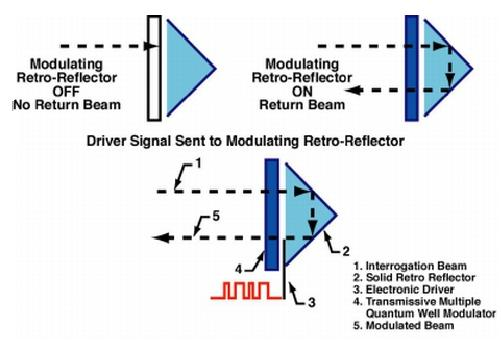 Modulating
Retro-Reflector
OFF
No Return Beam
Modulating
Retro-Reflector
ON
Return Beam
Driver Signal Sent to Modulating Retro-Reflector
1
5
2
4
3
1. Interrogation Beam
2. Solid Retro Reflector
3. Electronic Driver
4. Transmissive Multiple
Quantum Well Modulator
5. Modulated Beam